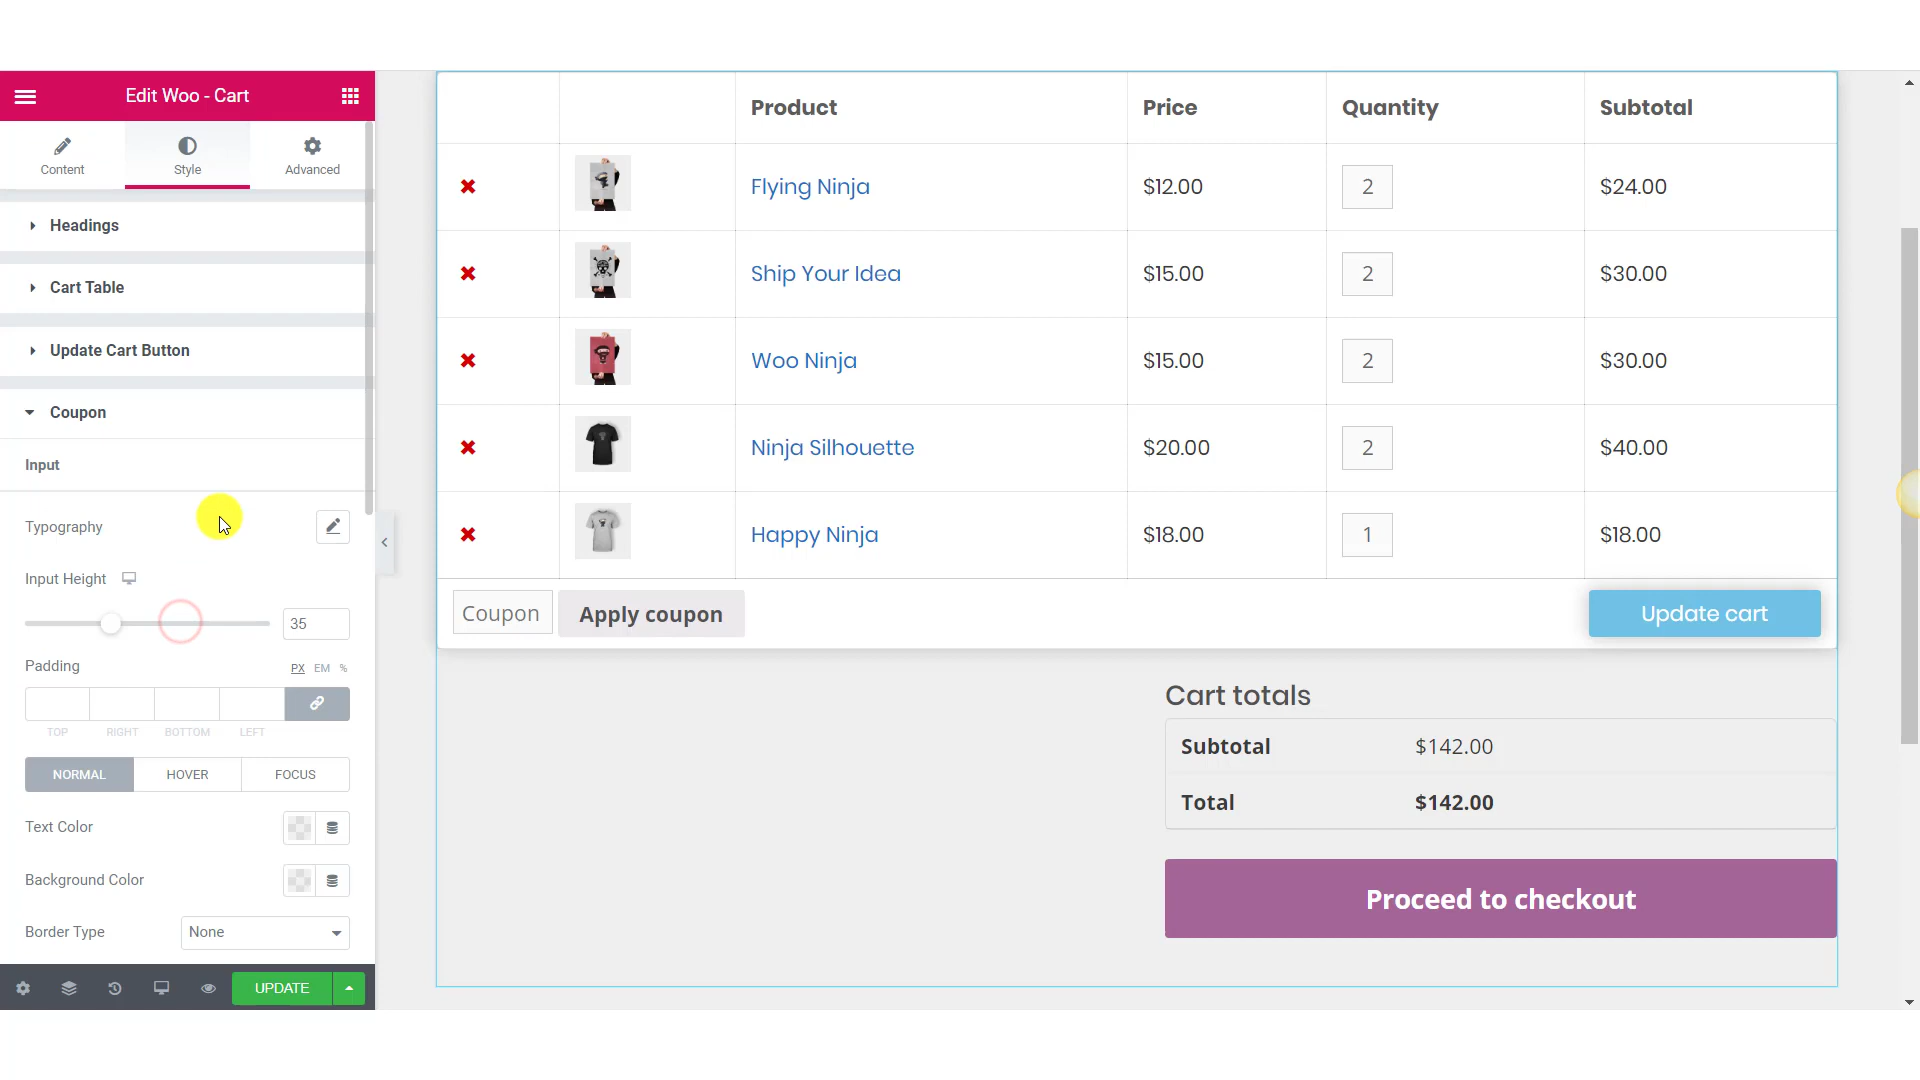 Edit Woo - Cart
Content
Style
Advanced
Headings
Cart Table
Update Cart Button
Coupon
Input
Typography
Input Height
35
Padding
PX EM %
TOP RIGHT BOTTOM LEFT
NORMAL HOVER FOCUS
Text Color
Background Color
Border Type
None
UPDATE
Product Price Quantity Subtotal
Flying Ninja $12.00 2 $24.00
Ship Your Idea $15.00 2 $30.00
Woo Ninja $15.00 2 $30.00
Ninja Silhouette $20.00 2 $40.00
Happy Ninja $18.00 1 $18.00
Coupon Apply coupon Update cart
Cart totals
Subtotal $142.00
Total $142.00
Proceed to checkout